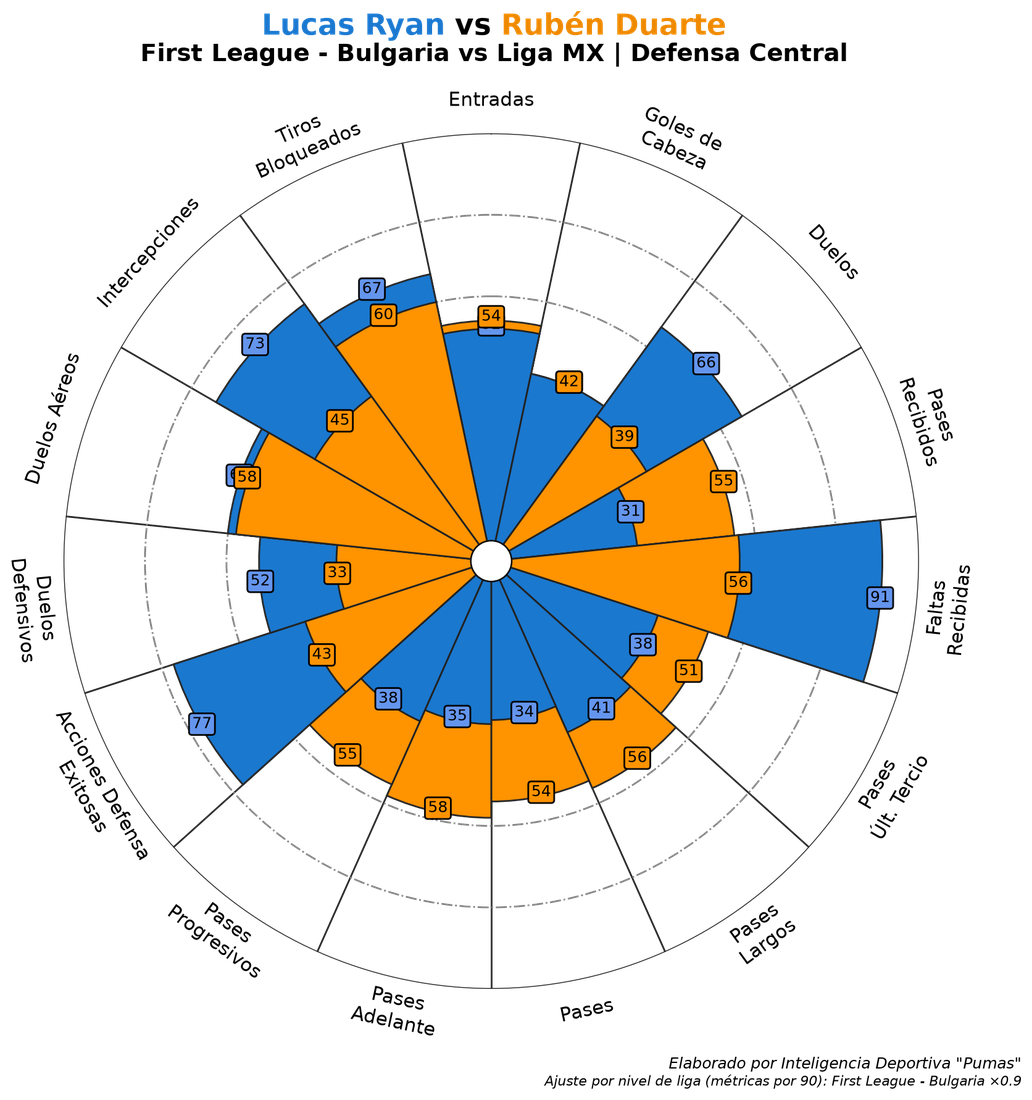 Lucas Ryan vs Rubén Duarte
First League - Bulgaria vs Liga MX | Defensa Central
Entradas
Goles de
Cabeza
Duelos
Pases
Recibidos
Faltas
Recibidas
Pases
Últ. Tercio
Pases
Largos
Pases
Pases
Adelante
Pases
Progresivos
Acciones Defensa
Exitosas
Duelos
Defensivos
Duelos Aéreos
Intercepciones
Tiros
Bloqueados
54
42
66
39
55
31
56
91
38
51
41
56
34
54
35
58
38
55
77
43
52
33
58
73
45
67
60
Elaborado por Inteligencia Deportiva "Pumas"
Ajuste por nivel de liga (métricas por 90): First League - Bulgaria ×0.9